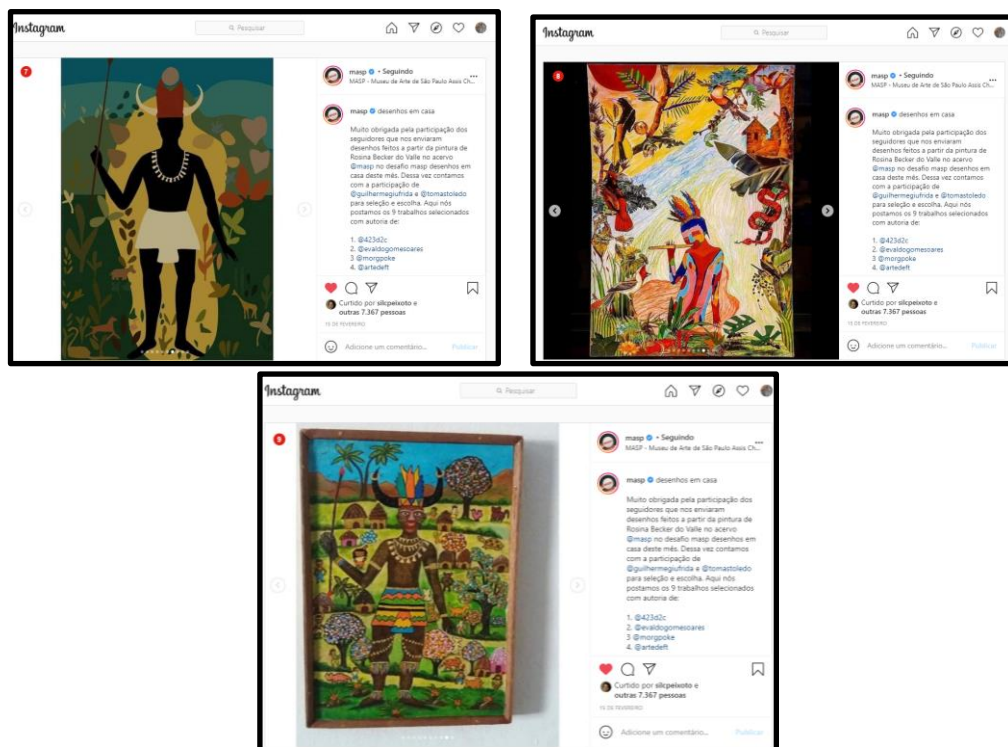 Instagram
Pesquisar
7
masp • Seguindo
MASP - Museu de Arte de São Paulo Assis Ch...
masp desenhos em casa
Muito obrigada pela participação dos
seguidores que nos enviaram
desenhos feitos a partir da pintura de
Rosina Becker do Valle no acervo
@masp no desafio masp desenhos em
casa deste mês. Dessa vez contamos
com a participação de
@guilhermegiufrida e @tomastoledo
para seleção e escolha. Aqui nós
postamos os 9 trabalhos selecionados
com autoria de:
1. @423d2c
2. @evaldogomesoares
3 @morgpoke
4. @artedeft
Curtido por silcpeixoto e
outras 7.367 pessoas
15 DE FEVEREIRO
Adicione um comentário...
Publicar
Instagram
Pesquisar
8
masp • Seguindo
MASP - Museu de Arte de São Paulo Assis Ch...
masp desenhos em casa
Muito obrigada pela participação dos
seguidores que nos enviaram
desenhos feitos a partir da pintura de
Rosina Becker do Valle no acervo
@masp no desafio masp desenhos em
casa deste mês. Dessa vez contamos
com a participação de
@guilhermegiufrida e @tomastoledo
para seleção e escolha. Aqui nós
postamos os 9 trabalhos selecionados
com autoria de:
1. @423d2c
2. @evaldogomesoares
3 @morgpoke
4. @artedeft
Curtido por silcpeixoto e
outras 7.367 pessoas
15 DE FEVEREIRO
Adicione um comentário...
Publicar
Instagram
Pesquisar
9
masp • Seguindo
MASP - Museu de Arte de São Paulo Assis Ch...
masp desenhos em casa
Muito obrigada pela participação dos
seguidores que nos enviaram
desenhos feitos a partir da pintura de
Rosina Becker do Valle no acervo
@masp no desafio masp desenhos em
casa deste mês. Dessa vez contamos
com a participação de
@guilhermegiufrida e @tomastoledo
para seleção e escolha. Aqui nós
postamos os 9 trabalhos selecionados
com autoria de:
1. @423d2c
2. @evaldogomesoares
3 @morgpoke
4. @artedeft
Curtido por silcpeixoto e
outras 7.367 pessoas
15 DE FEVEREIRO
Adicione um comentário...
Publicar